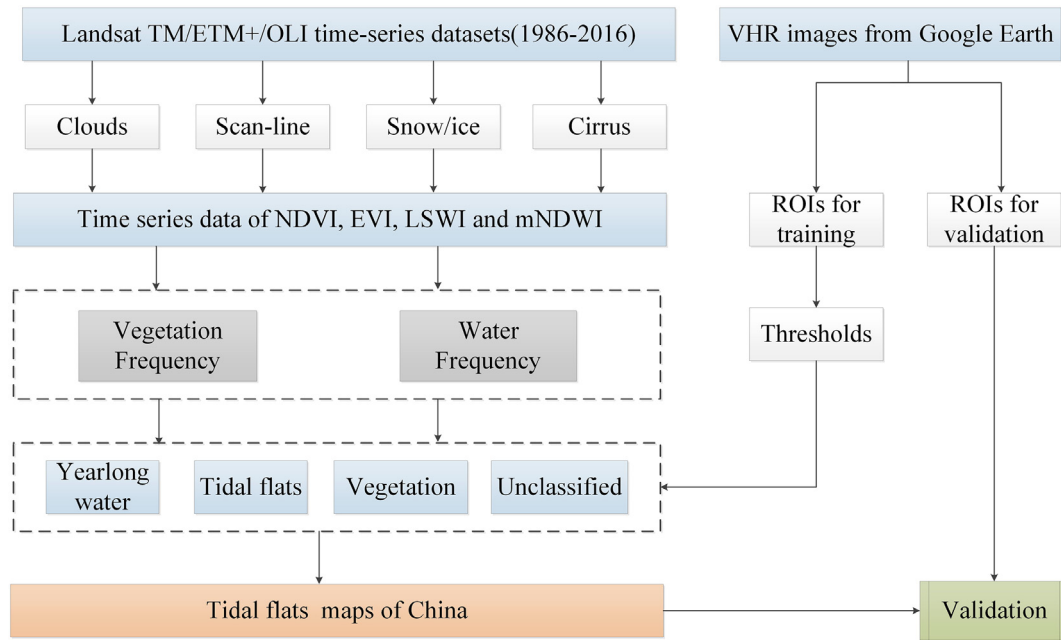 Landsat TM/ETM+/OLI time-series datasets(1986-2016)
VHR images from Google Earth
Clouds
Scan-line
Snow/ice
Cirrus
Time series data of NDVI, EVI, LSWI and mNDWI
ROIs for
training
ROIs for
validation
Vegetation
Frequency
Water
Frequency
Thresholds
Yearlong
water
Tidal flats
Vegetation
Unclassified
Tidal flats maps of China
Validation